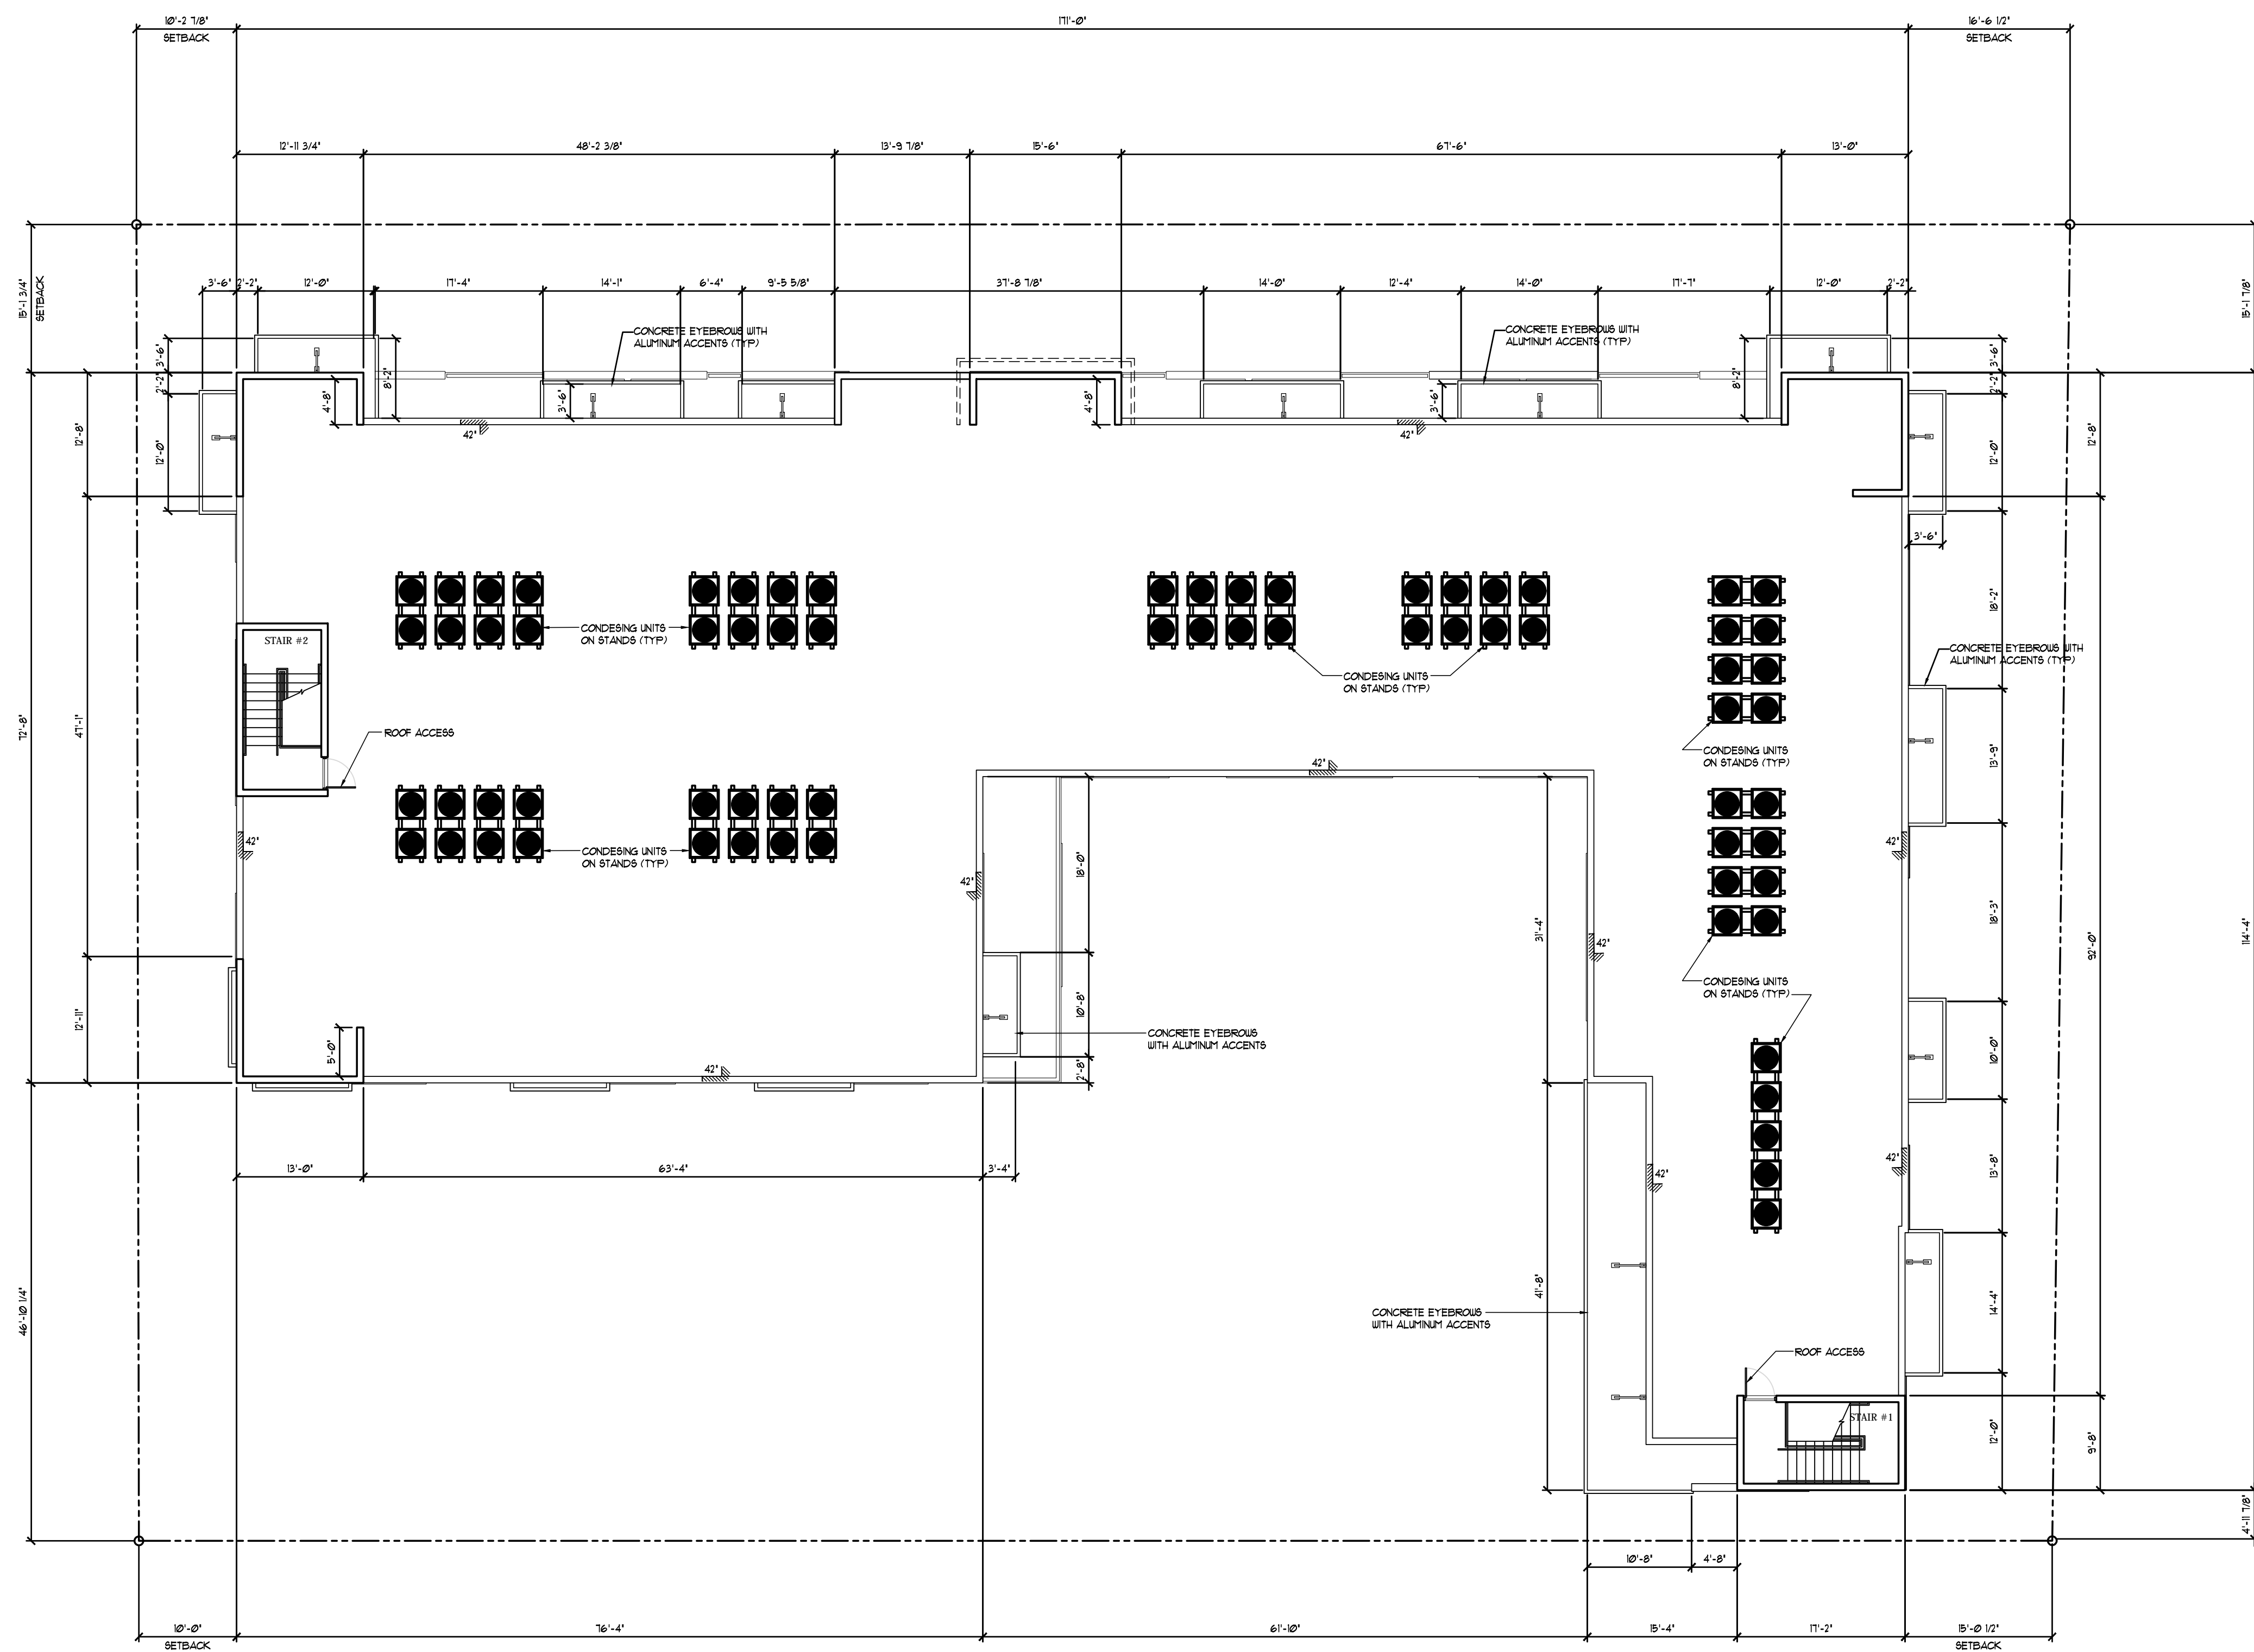 10'-2 7/8"
171'-0"
16'-6 1/2"
SETBACK
SETBACK
12'-11 3/4"
48'-2 3/8"
13'-9 7/8"
15'-6"
67'-6"
13'-0"
15'-1 3/4"
SETBACK
15'-1 7/8"
3'-6"
2'-2"
12'-0"
17'-4"
14'-1"
6'-4"
9'-5 5/8"
37'-8 7/8"
14'-0"
12'-4"
14'-0"
17'-7"
12'-0"
2'-2"
CONCRETE EYEBROWS WITH
ALUMINUM ACCENTS (TYP)
CONCRETE EYEBROWS WITH
ALUMINUM ACCENTS (TYP)
3'-6"
2'-2"
8'-2"
4'-8"
3'-6"
4'-8"
3'-6"
8'-2"
3'-6"
2'-2"
42"
42"
12'-8"
12'-0"
12'-0"
12'-8"
3'-6"
STAIR #2
CONDESING UNITS
ON STANDS (TYP)
CONDESING UNITS
ON STANDS (TYP)
18'-2"
CONCRETE EYEBROWS WITH
ALUMINUM ACCENTS (TYP)
72'-8"
47'-1"
ROOF ACCESS
42"
CONDESING UNITS
ON STANDS (TYP)
13'-9"
42"
CONDESING UNITS
ON STANDS (TYP)
18'-0"
42"
42"
31'-4"
42"
18'-3"
92'-0"
114'-4"
CONDESING UNITS
ON STANDS (TYP)
12'-11"
5'-0"
10'-8"
CONCRETE EYEBROWS
WITH ALUMINUM ACCENTS
2'-8"
42"
10'-0"
13'-0"
63'-4"
3'-4"
42"
42"
13'-8"
46'-10 1/4"
41'-8"
CONCRETE EYEBROWS
WITH ALUMINUM ACCENTS
14'-4"
ROOF ACCESS
STAIR #1
12'-0"
9'-8"
4'-11 7/8"
10'-8"
4'-8"
10'-0"
76'-4"
61'-10"
15'-4"
17'-2"
15'-0 1/2"
SETBACK
SETBACK